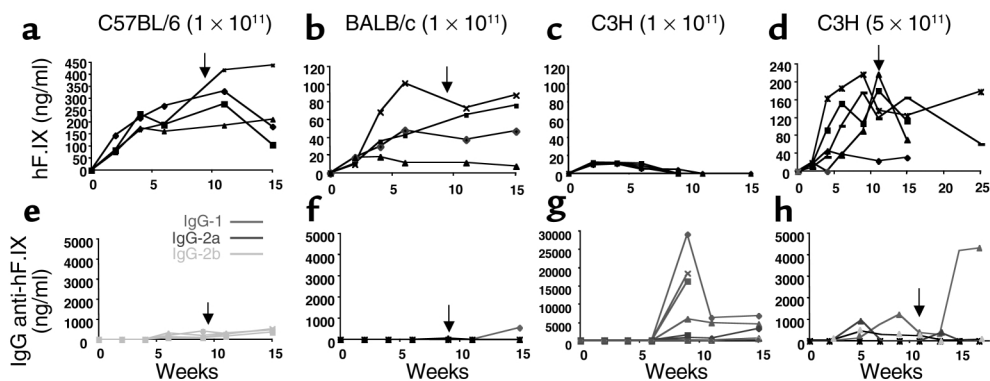 C57BL/6 (1 × 10¹¹) BALB/c (1 × 10¹¹) C3H (1 × 10¹¹) C3H (5 × 10¹¹)
a b c d
hF.IX (ng/ml)
450 400 350 300 250 200 150 100 50 0
0 5 10 15
120 100 80 60 40 20 0
0 5 10 15
120 100 80 60 40 20 0
0 5 10 15
240 200 160 120 80 40 0
0 5 10 15 20 25
e f g h
IgG anti-hF.IX
(ng/ml)
IgG-1
IgG-2a
IgG-2b
5000 4000 3000 2000 1000 0
0 5 10 15
5000 4000 3000 2000 1000 0
0 5 10 15
30000 25000 20000 15000 10000 5000 0
0 5 10 15
5000 4000 3000 2000 1000 0
0 5 10 15
Weeks Weeks Weeks Weeks